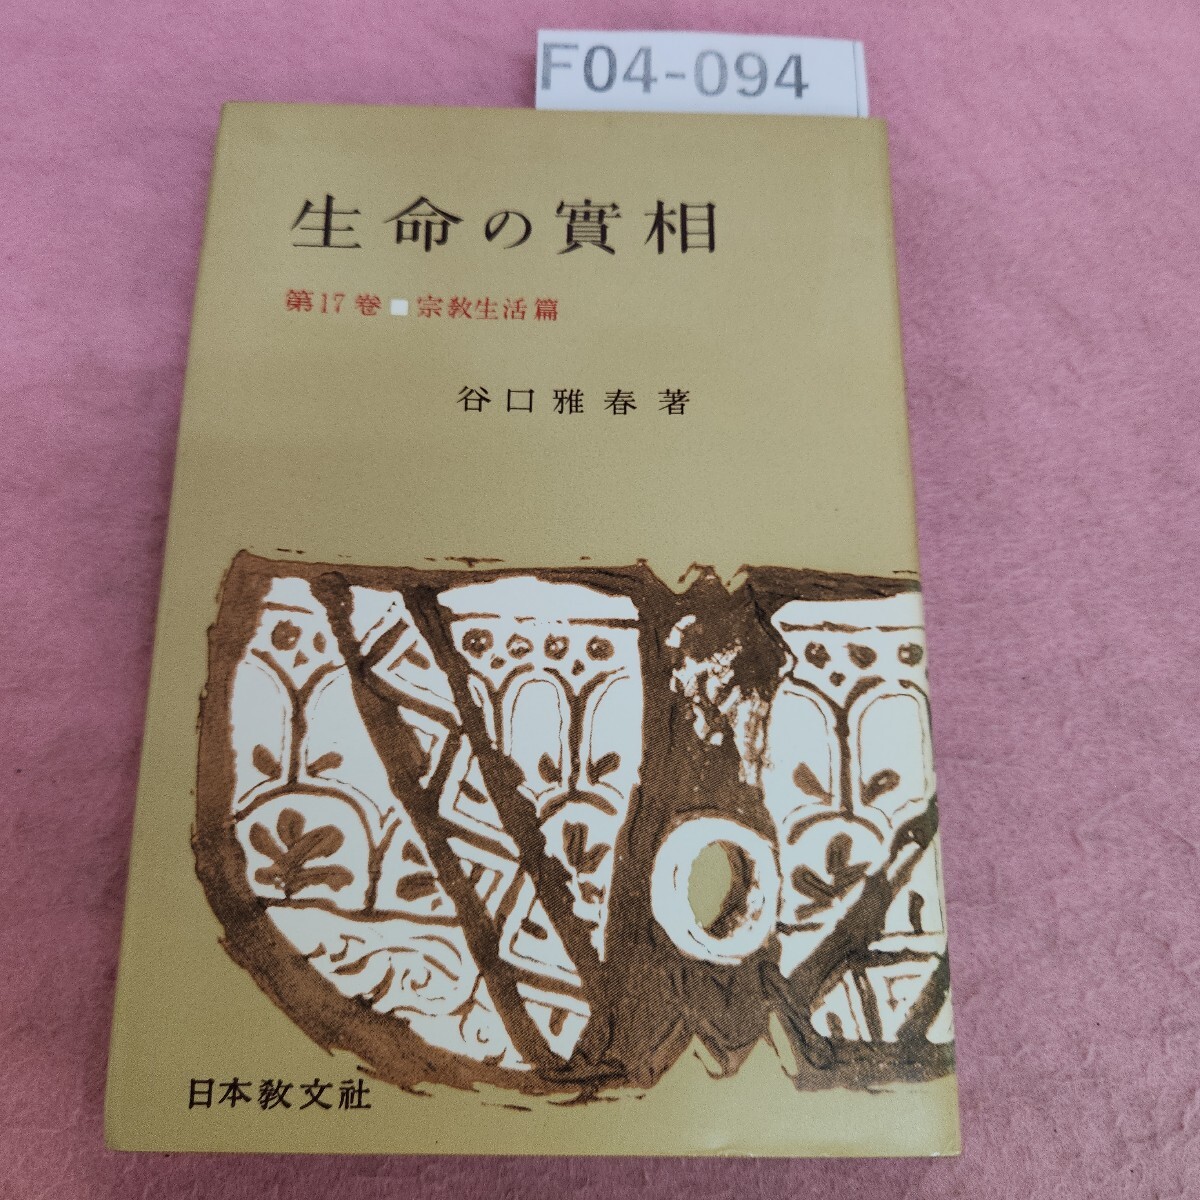 F04-094
生命の實相
第17巻■宗教生活篇
谷口雅春著
日本教文社